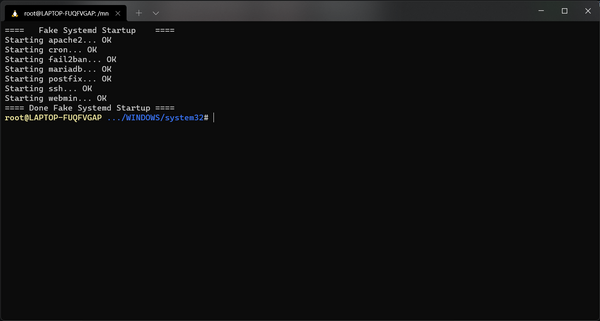 root@LAPTOP-FUQFVGAP: /mn
====   Fake Systemd Startup    ====
Starting apache2... OK
Starting cron... OK
Starting fail2ban... OK
Starting mariadb... OK
Starting postfix... OK
Starting ssh... OK
Starting webmin... OK
==== Done Fake Systemd Startup ====
root@LAPTOP-FUQFVGAP .../WINDOWS/system32#